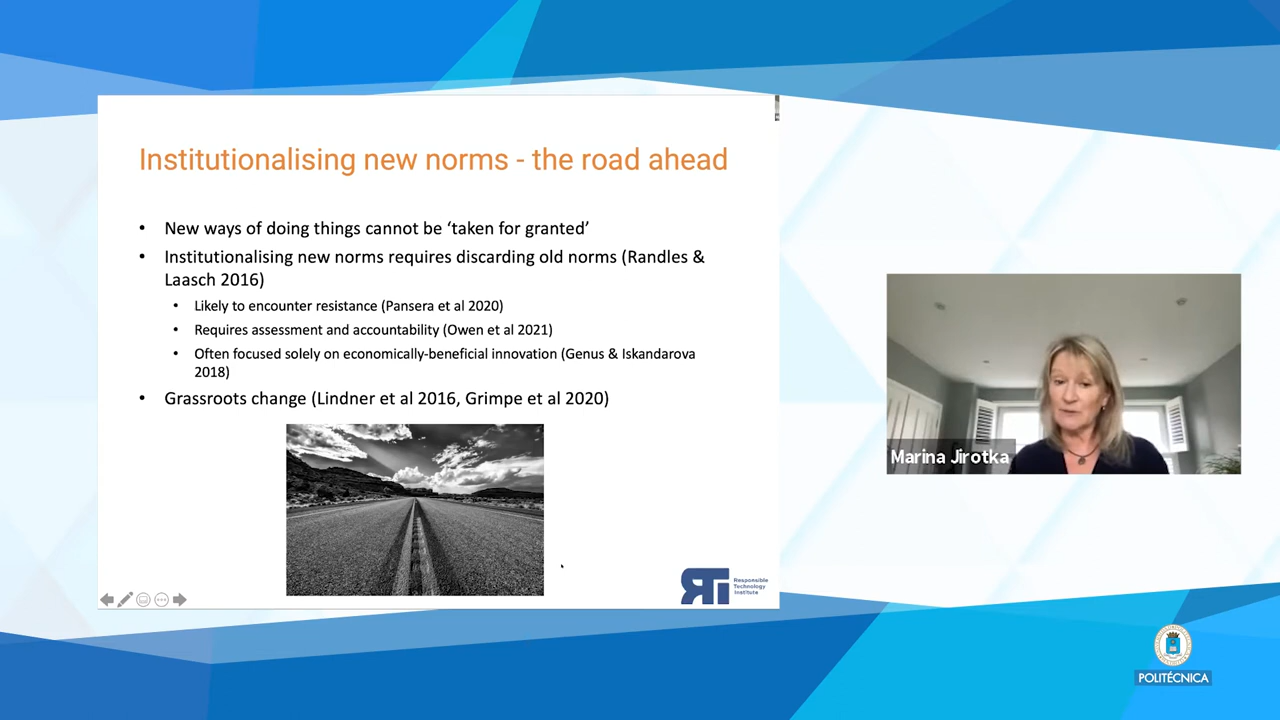 Institutionalising new norms - the road ahead
• New ways of doing things cannot be ‘taken for granted’
• Institutionalising new norms requires discarding old norms (Randles &
Laasch 2016)
• Likely to encounter resistance (Pansera et al 2020)
• Requires assessment and accountability (Owen et al 2021)
• Often focused solely on economically-beneficial innovation (Genus & Iskandarova
2018)
• Grassroots change (Lindner et al 2016, Grimpe et al 2020)
RTI
Responsible
Technology
Institute
Marina Jirotka
POLITÉCNICA